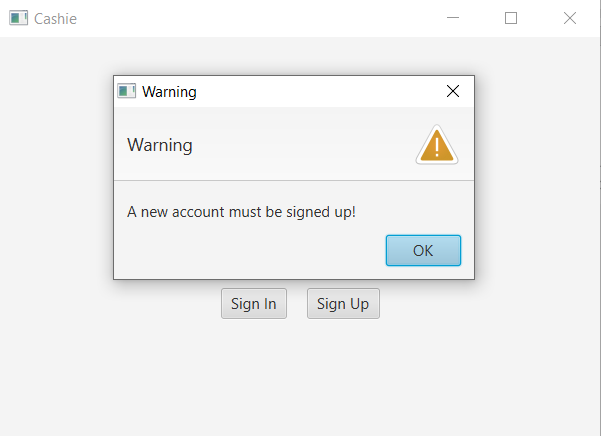 Cashie
Warning
Warning
A new account must be signed up!
OK
Sign In Sign Up